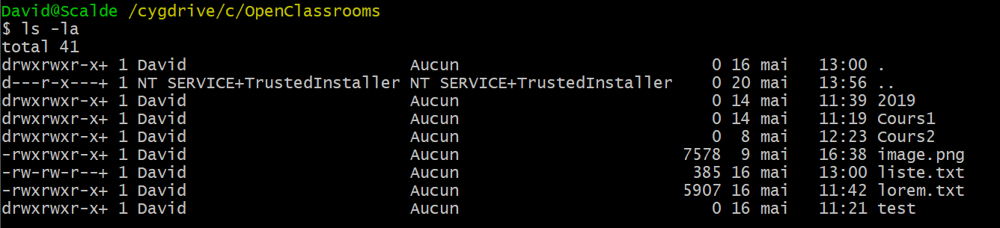 David@Scalde /cygdrive/c/OpenClassrooms
$ ls -la
total 41
drwxrwxr-x+ 1 David                       Aucun                          0 16 mai   13:00 .
d---r-x---+ 1 NT SERVICE+TrustedInstaller NT SERVICE+TrustedInstaller    0 20 mai   13:56 ..
drwxrwxr-x+ 1 David                       Aucun                          0 14 mai   11:39 2019
drwxrwxr-x+ 1 David                       Aucun                          0 14 mai   11:19 Cours1
drwxrwxr-x+ 1 David                       Aucun                          0  8 mai   12:23 Cours2
-rwxrwxr-x+ 1 David                       Aucun                       7578  9 mai   16:38 image.png
-rw-rw-r--+ 1 David                       Aucun                        385 16 mai   13:00 liste.txt
-rwxrwxr-x+ 1 David                       Aucun                       5907 16 mai   11:42 lorem.txt
drwxrwxr-x+ 1 David                       Aucun                          0 16 mai   11:21 test